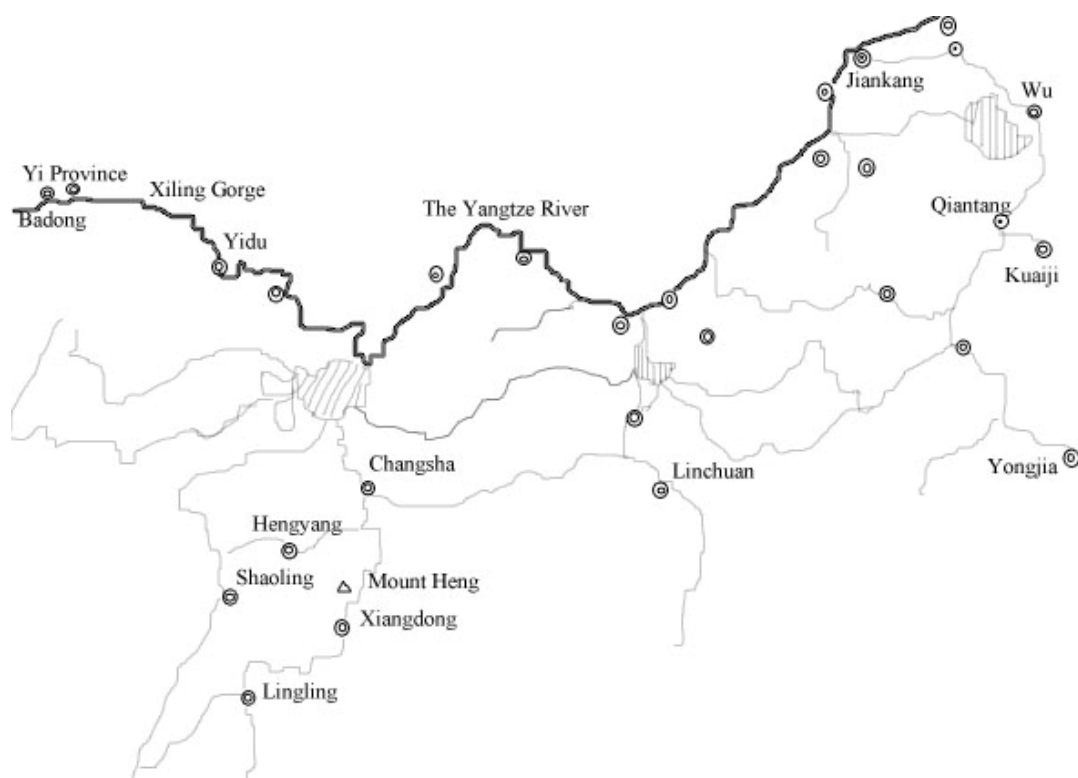 Jiankang
Wu
Yi Province
Xiling Gorge
Badong
The Yangtze River
Qiantang
Yidu
Kuaiji
Changsha
Linchuan
Yongjia
Hengyang
Shaoling
Mount Heng
Xiangdong
Lingling